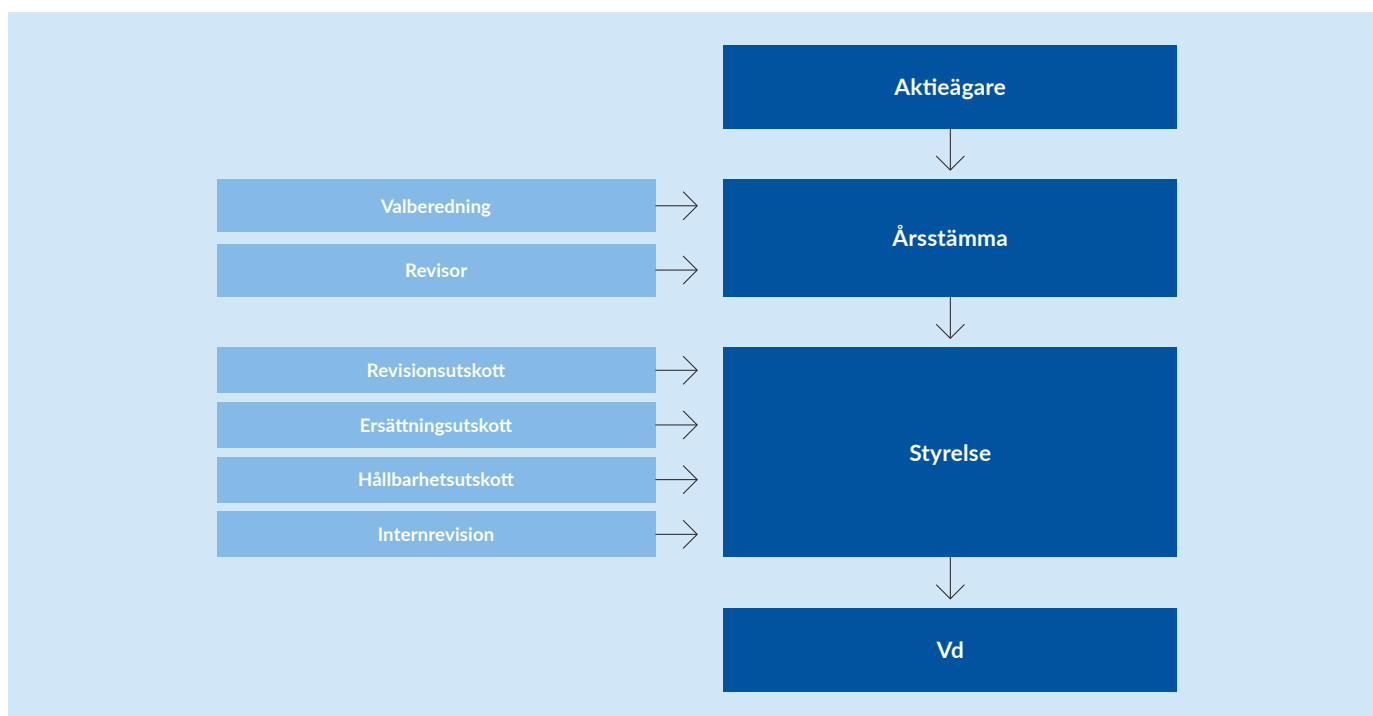 Aktieägare
Valberedning
Årsstämma
Revisor
Revisionsutskott
Ersättningsutskott
Styrelse
Hållbarhetsutskott
Internrevision
Vd